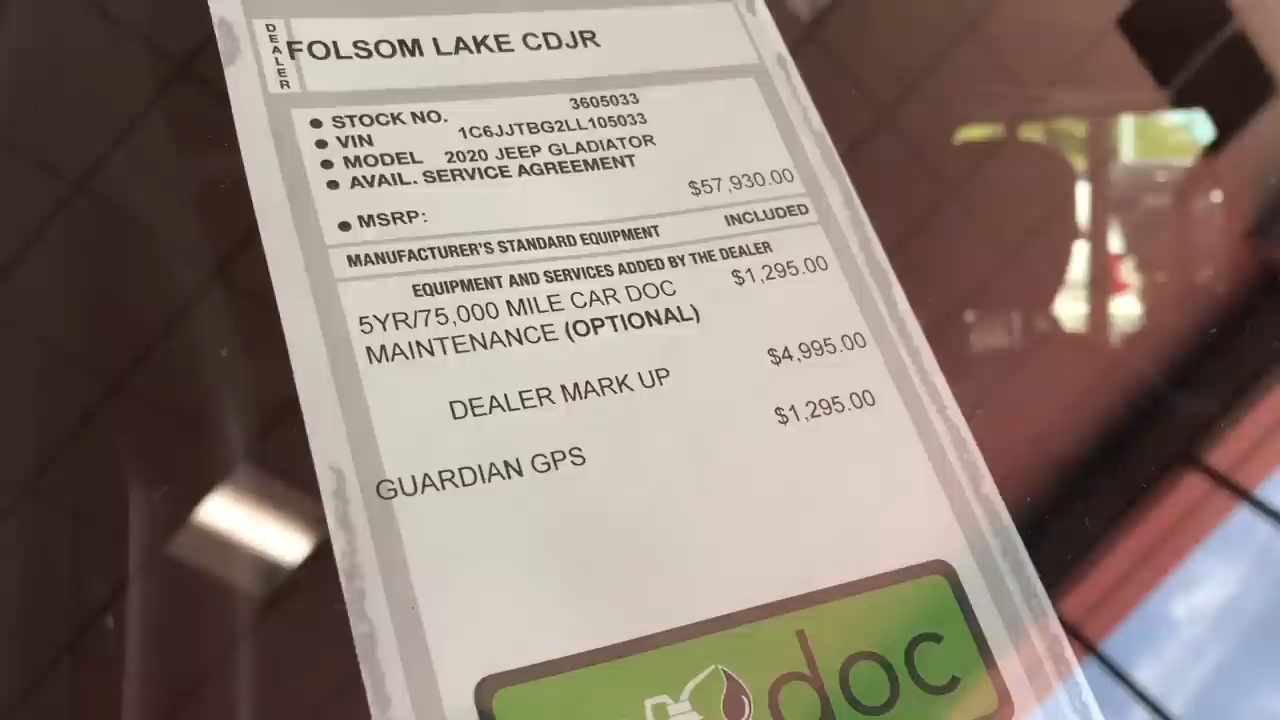 DEALER
FOLSOM LAKE CDJR
● STOCK NO. 3605033
● VIN 1C6JJTBG2LL105033
● MODEL 2020 JEEP GLADIATOR
● AVAIL. SERVICE AGREEMENT
● MSRP: $57,930.00
MANUFACTURER'S STANDARD EQUIPMENT INCLUDED
EQUIPMENT AND SERVICES ADDED BY THE DEALER
5YR/75,000 MILE CAR DOC $1,295.00
MAINTENANCE (OPTIONAL)
DEALER MARK UP $4,995.00
GUARDIAN GPS $1,295.00
doc